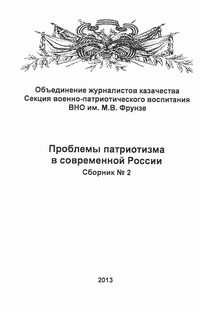 Объединение журналистов казачества
Секция военно-патриотического воспитания
ВНО им. М.В. Фрунзе
Проблемы патриотизма
в современной России
Сборник № 2
2013